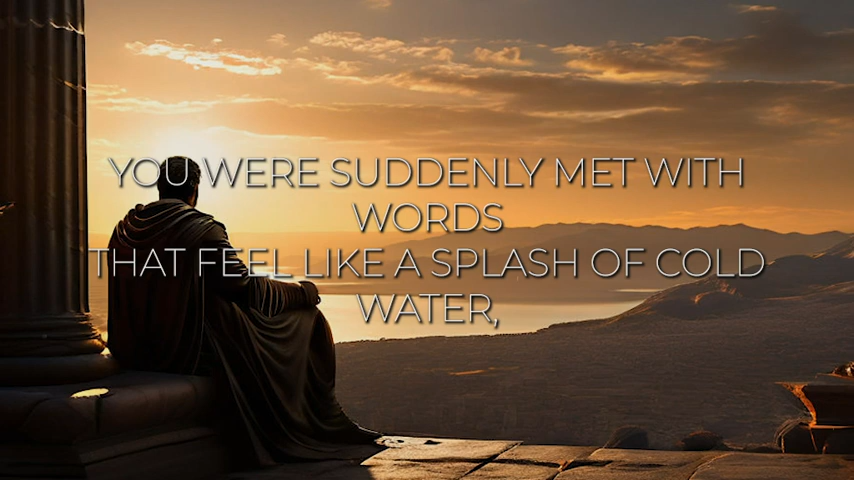 YOU WERE SUDDENLY MET WITH
WORDS
THAT FEEL LIKE A SPLASH OF COLD
WATER,